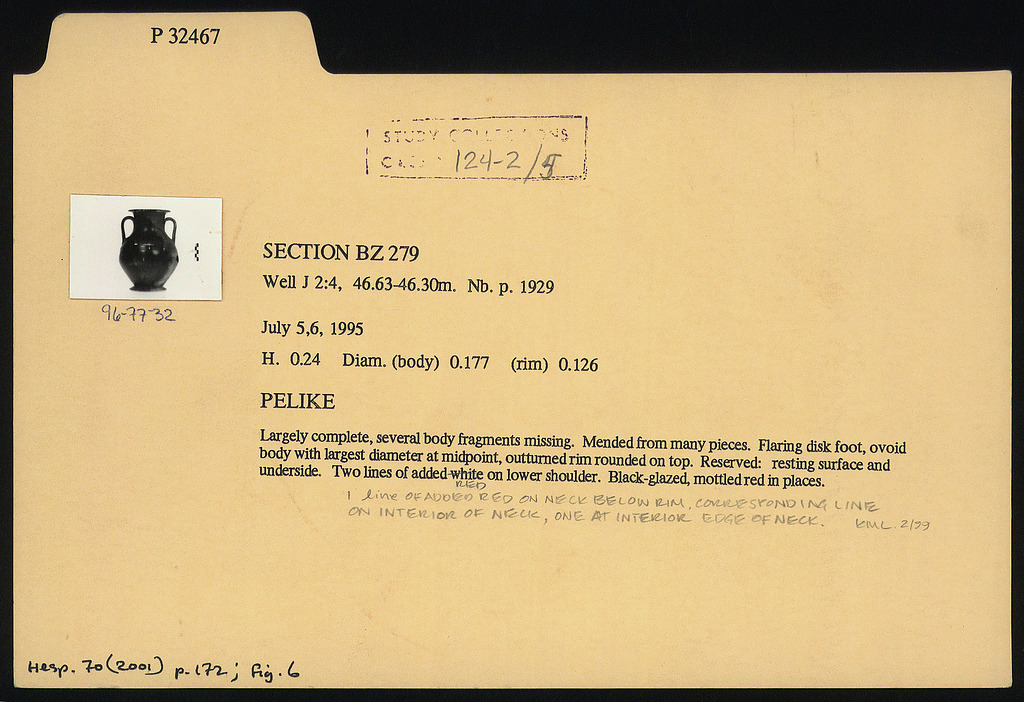 P 32467
STUDY COLLECTIONS
CASE 124-2/5
96-77-32
SECTION BZ 279
Well J 2:4, 46.63-46.30m. Nb. p. 1929
July 5,6, 1995
H. 0.24 Diam. (body) 0.177 (rim) 0.126
PELIKE
Largely complete, several body fragments missing. Mended from many pieces. Flaring disk foot, ovoid
body with largest diameter at midpoint, outturned rim rounded on top. Reserved: resting surface and
underside. Two lines of added white on lower shoulder. Black-glazed, mottled red in places.
RED
1 line OF ADDED RED ON NECK BELOW RIM, CORRESPONDING LINE
ON INTERIOR OF NECK, ONE AT INTERIOR EDGE OF NECK. KML 2/99
Hesp. 70 (2001) p. 172; Fig. 6